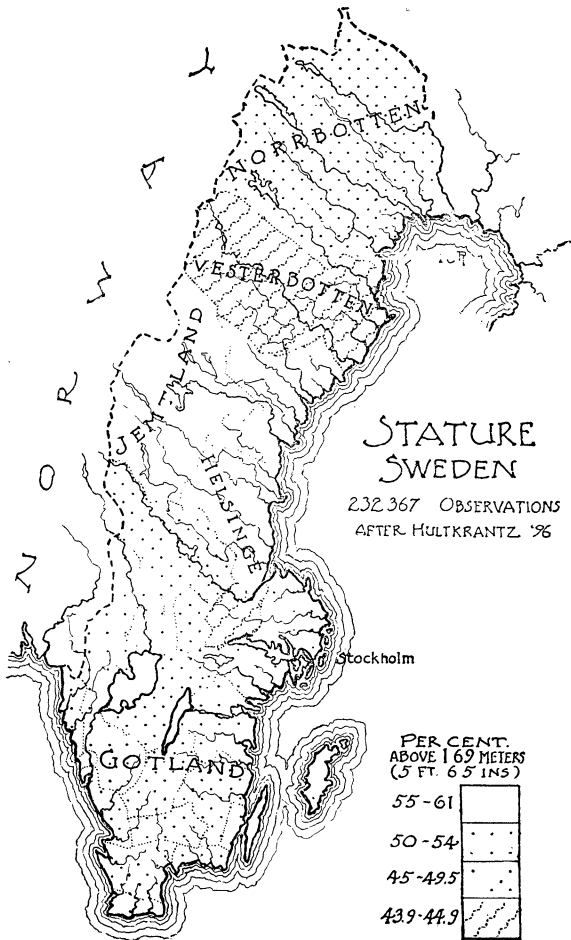 NORWAY
NORRBOTTEN
VESTERBOTTEN
JEMTLAND
HELSINGE
STATURE
SWEDEN
232 367 OBSERVATIONS
AFTER HULTKRANTZ '96
Stockholm
GOTLAND
PER CENT.
ABOVE 1 69 METERS
(5 FT. 6 5 INS)
55-61
50-54
45-49.5
43.9-44.9